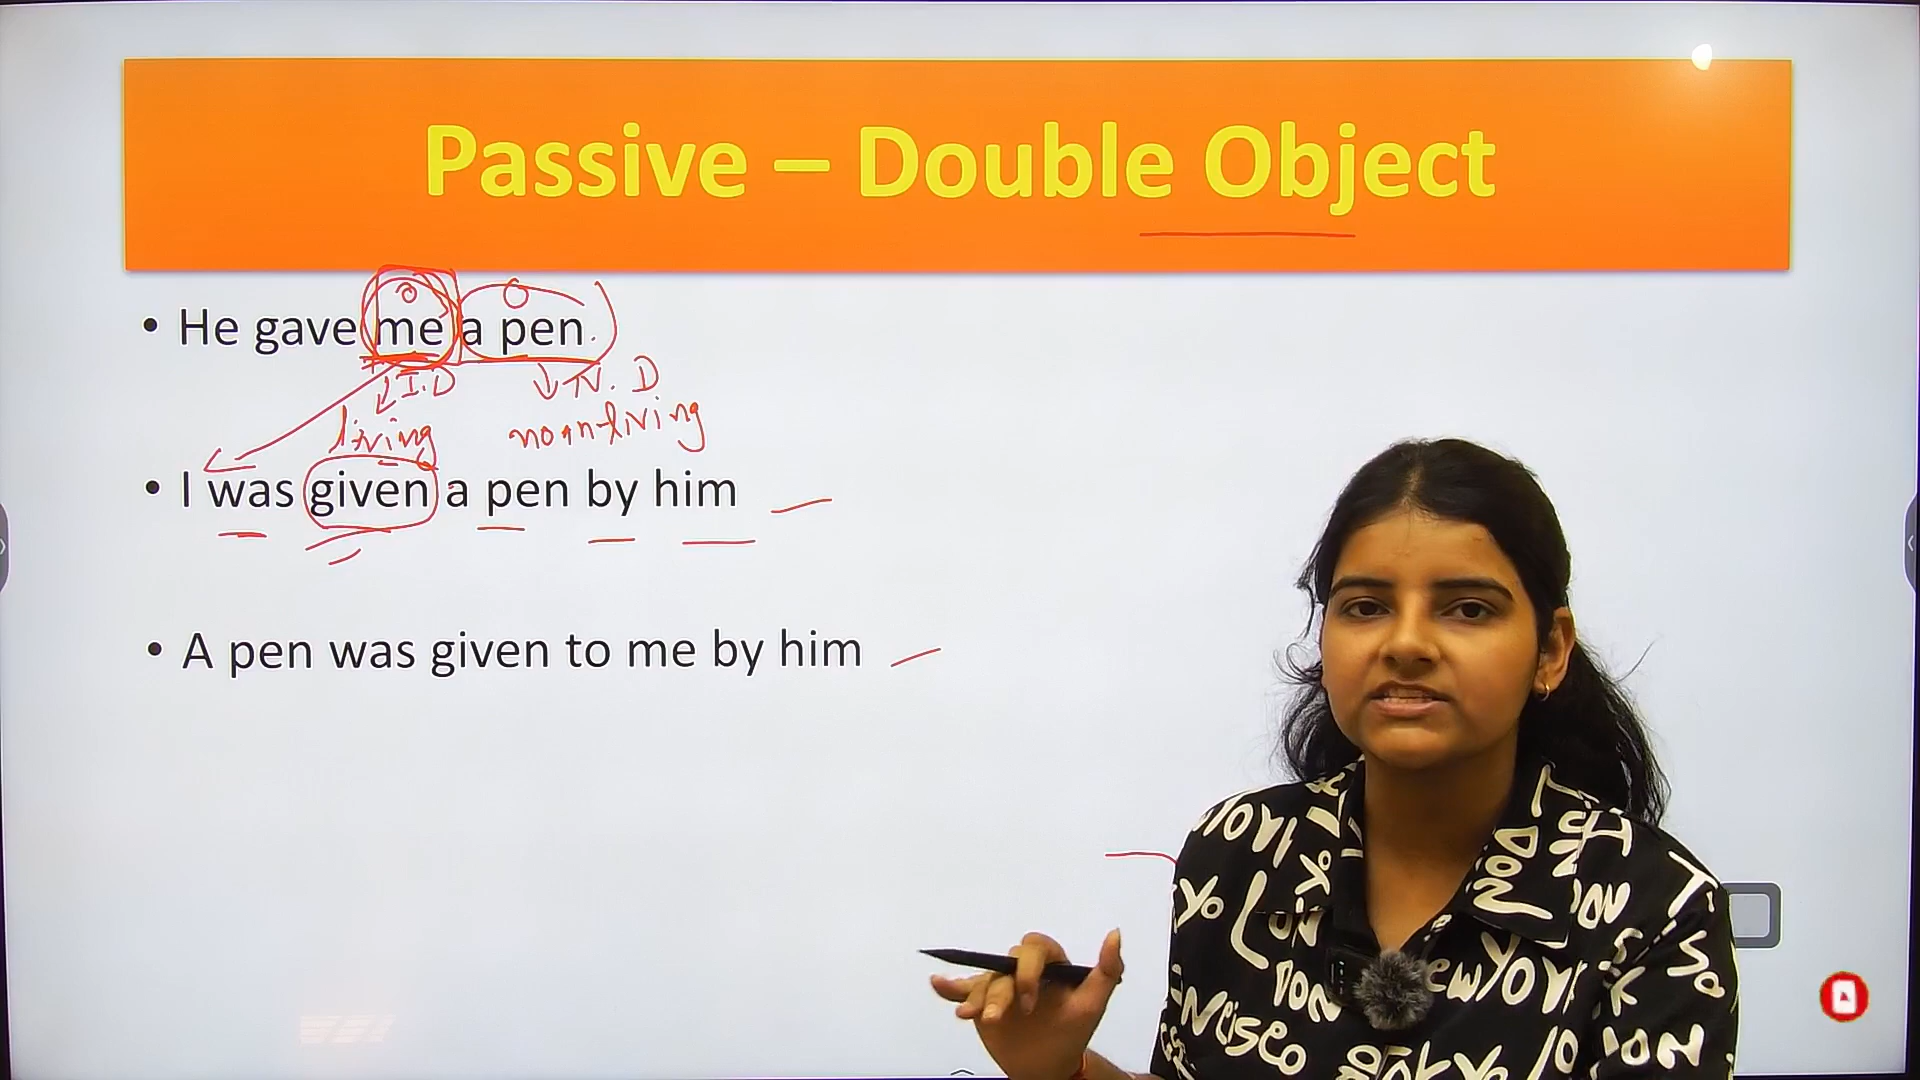 Passive – Double Object
• He gave me a pen.
I.D
N. D
living
non-living
• I was given a pen by him
• A pen was given to me by him